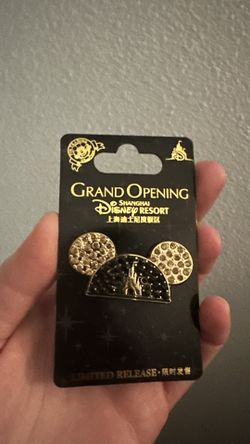 GRAND OPENING
SHANGHAI
Disney RESORT
上海迪士尼度假区
LIMITED RELEASE · 限时发售